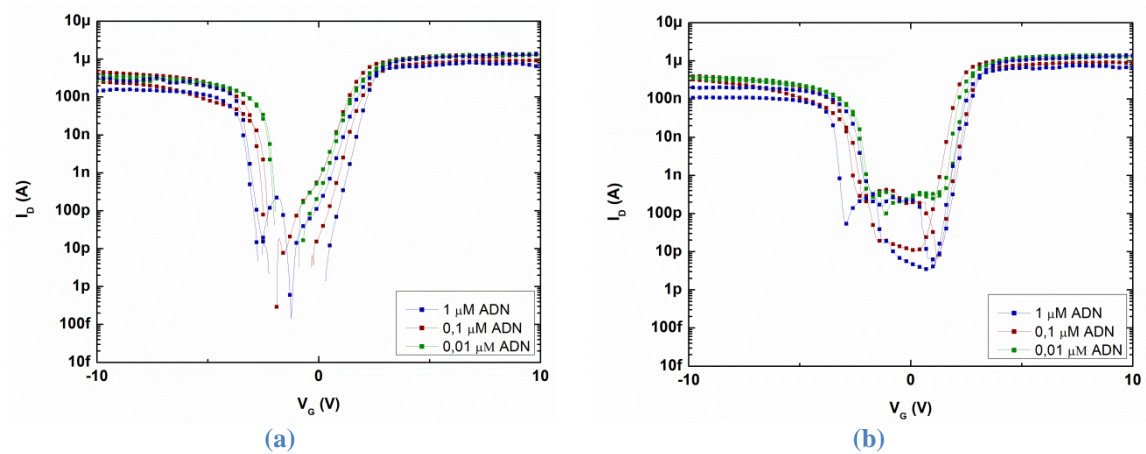 10µ
1µ
100n
10n
1n
100p
10p
1p
100f
10f
I_D (A)
-10
0
10
V_G (V)
1 µM ADN
0,1 µM ADN
0,01 µM ADN
(a)
10µ
1µ
100n
10n
1n
100p
10p
1p
100f
10f
I_D (A)
-10
0
10
V_G (V)
1 µM ADN
0,1 µM ADN
0,01 µM ADN
(b)